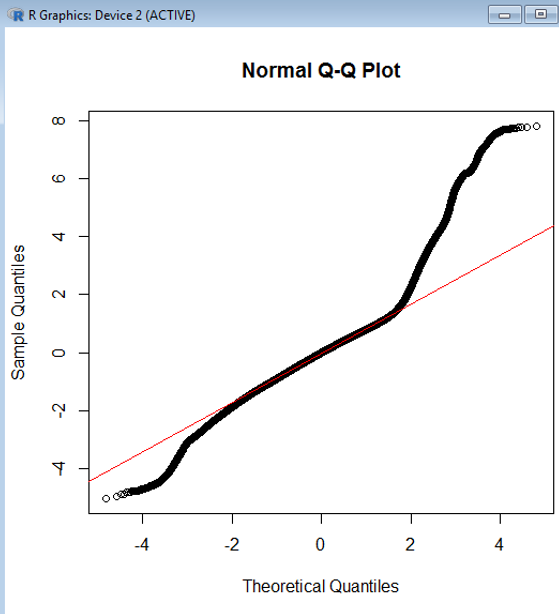 R Graphics: Device 2 (ACTIVE)
Normal Q-Q Plot
8
6
4
2
0
-2
-4
Sample Quantiles
-4 -2 0 2 4
Theoretical Quantiles